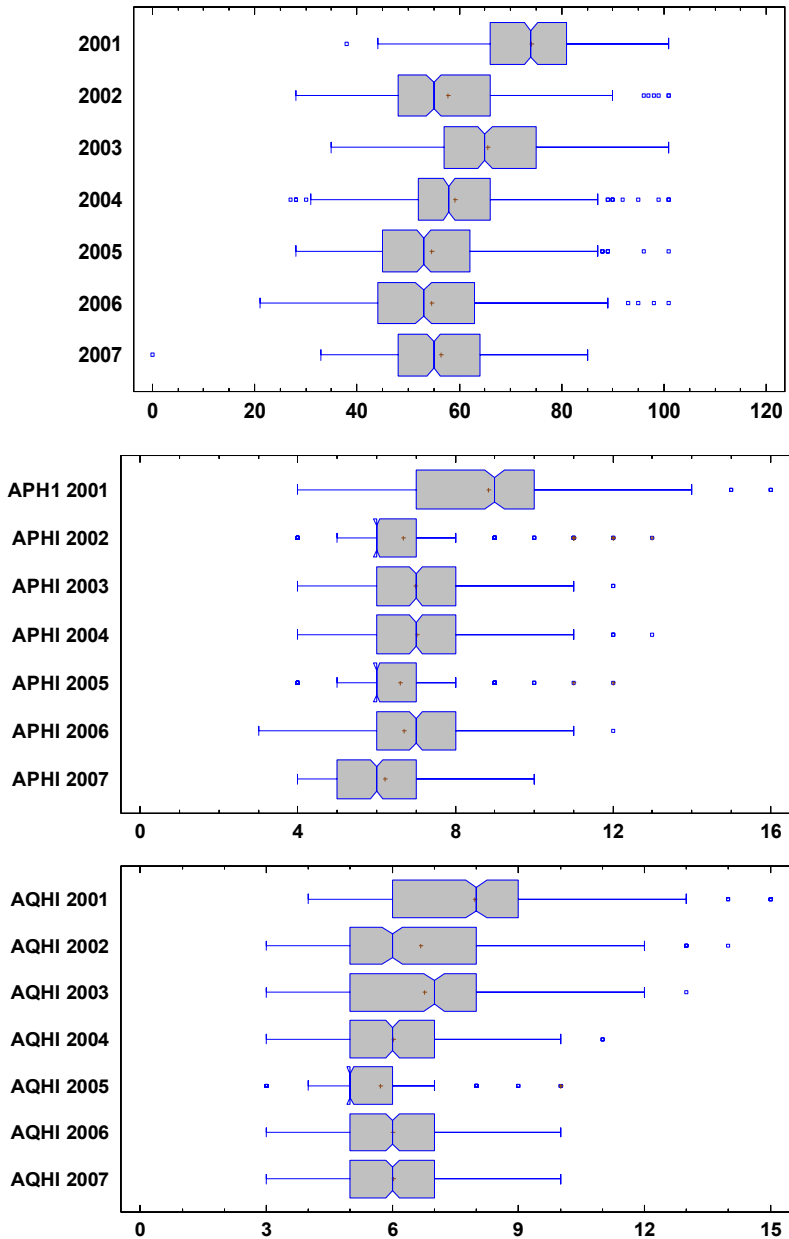 2001
2002
2003
2004
2005
2006
2007
0 20 40 60 80 100 120
APH1 2001
APHI 2002
APHI 2003
APHI 2004
APHI 2005
APHI 2006
APHI 2007
0 4 8 12 16
AQHI 2001
AQHI 2002
AQHI 2003
AQHI 2004
AQHI 2005
AQHI 2006
AQHI 2007
0 3 6 9 12 15